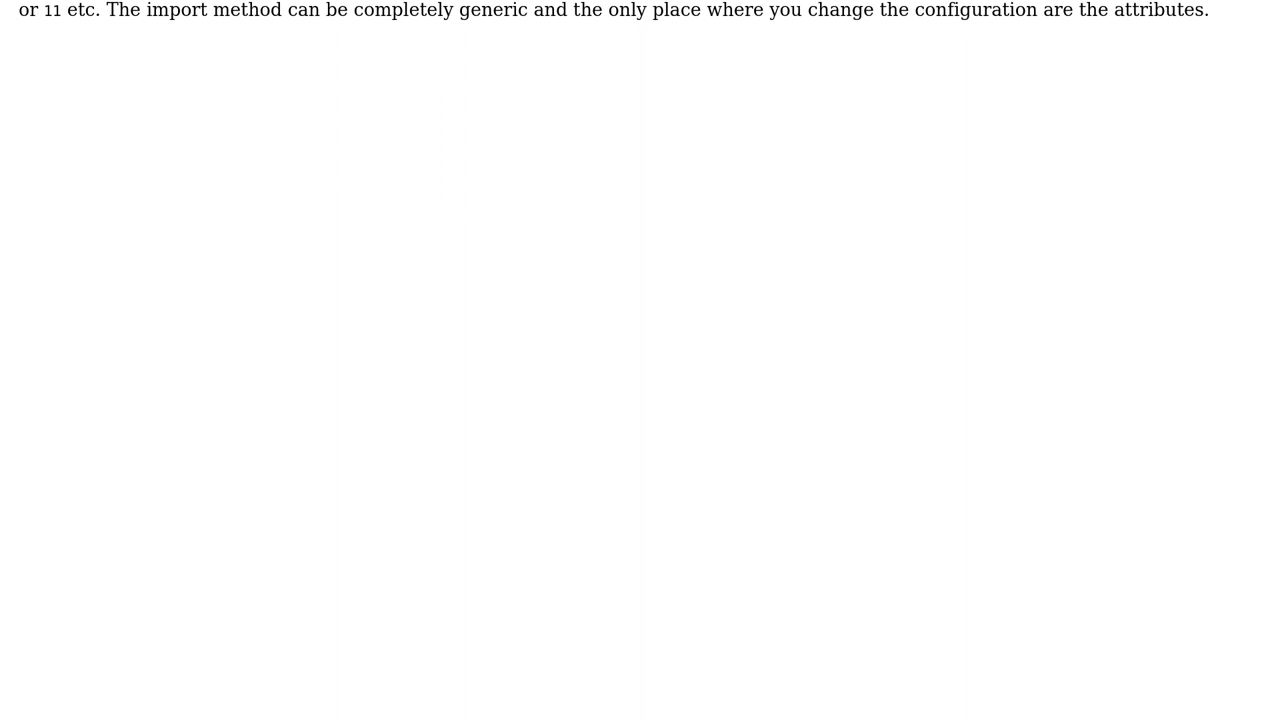 or 11 etc. The import method can be completely generic and the only place where you change the configuration are the attributes.